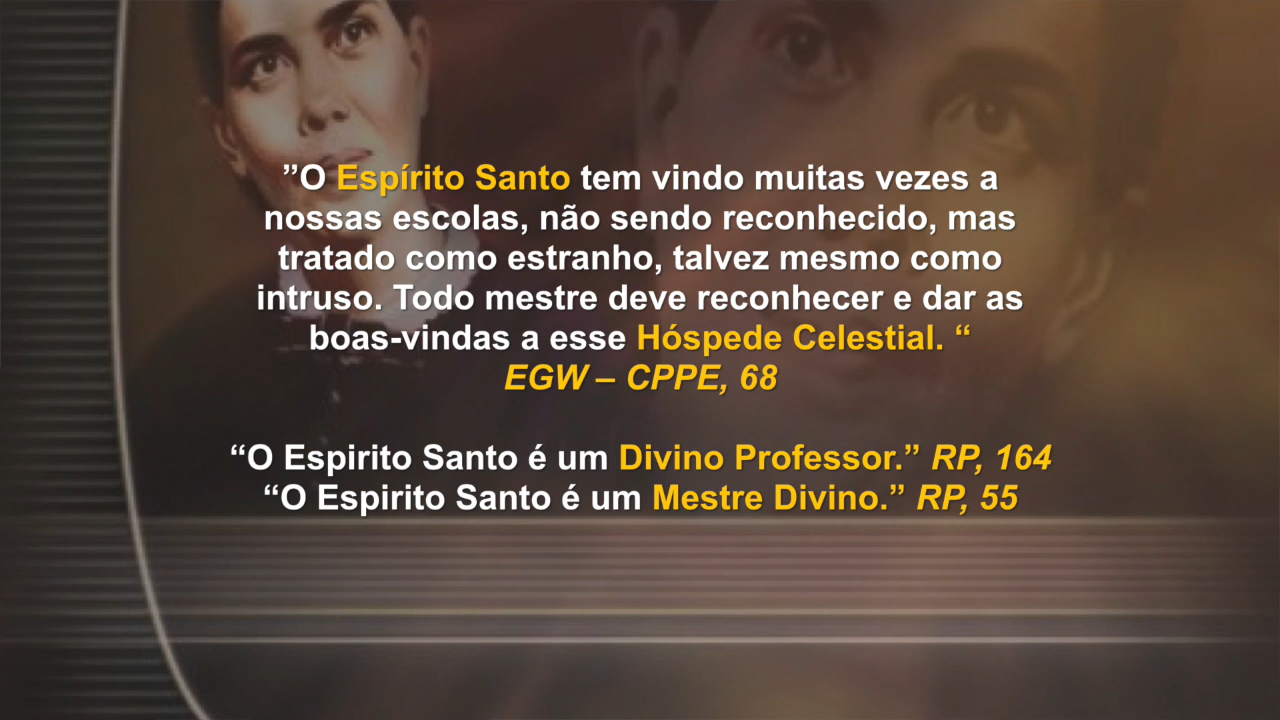 ”O Espírito Santo tem vindo muitas vezes a
nossas escolas, não sendo reconhecido, mas
tratado como estranho, talvez mesmo como
intruso. Todo mestre deve reconhecer e dar as
boas-vindas a esse Hóspede Celestial. “
EGW – CPPE, 68
“O Espirito Santo é um Divino Professor.” RP, 164
“O Espirito Santo é um Mestre Divino.” RP, 55